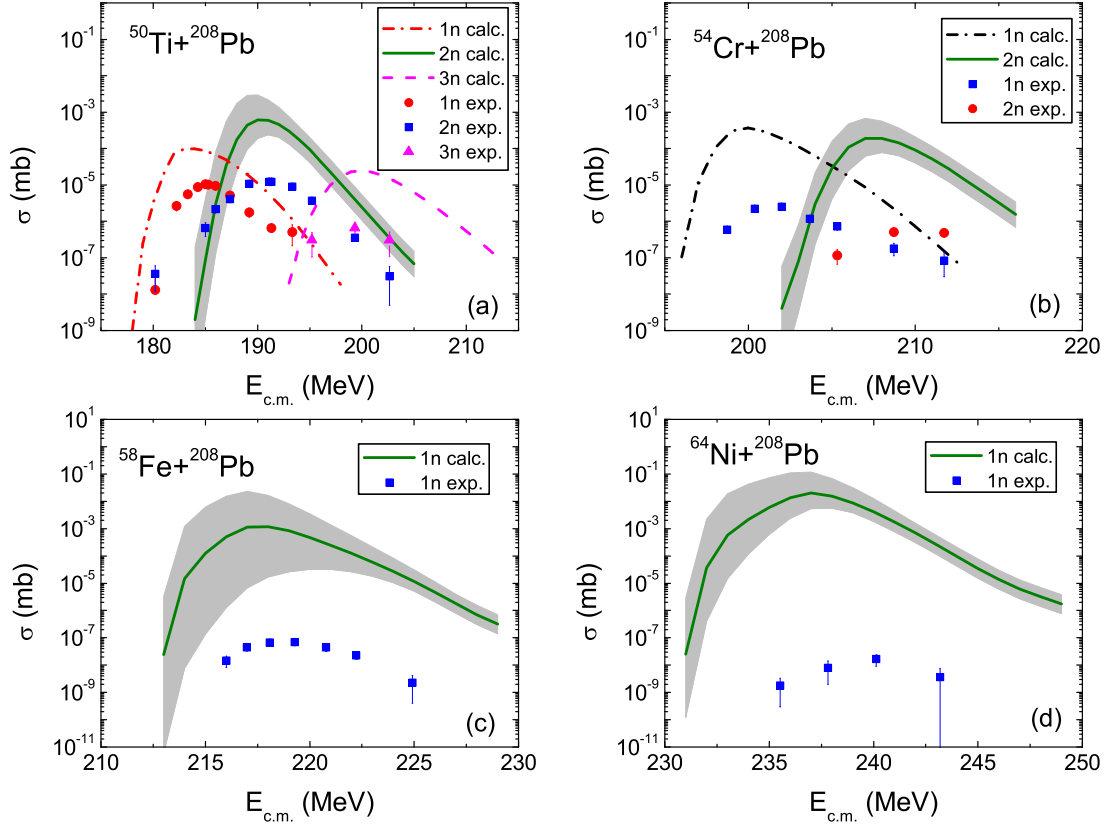 ⁵⁰Ti+²⁰⁸Pb
1n calc.
2n calc.
3n calc.
1n exp.
2n exp.
3n exp.
(a)
10⁻¹
10⁻³
10⁻⁵
10⁻⁷
10⁻⁹
σ (mb)
180 190 200 210
E_c.m. (MeV)
⁵⁴Cr+²⁰⁸Pb
1n calc.
2n calc.
1n exp.
2n exp.
(b)
10⁻¹
10⁻³
10⁻⁵
10⁻⁷
10⁻⁹
σ (mb)
200 210 220
E_c.m. (MeV)
⁵⁸Fe+²⁰⁸Pb
1n calc.
1n exp.
(c)
10¹
10⁻¹
10⁻³
10⁻⁵
10⁻⁷
10⁻⁹
10⁻¹¹
σ (mb)
210 215 220 225 230
E_c.m. (MeV)
⁶⁴Ni+²⁰⁸Pb
1n calc.
1n exp.
(d)
10¹
10⁻¹
10⁻³
10⁻⁵
10⁻⁷
10⁻⁹
10⁻¹¹
σ (mb)
230 235 240 245 250
E_c.m. (MeV)